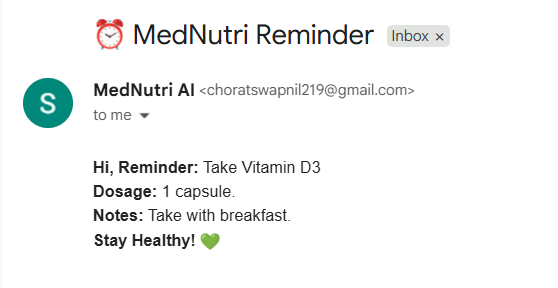 ⏰ MedNutri Reminder Inbox ×
S
MedNutri AI <choratswapnil219@gmail.com>
to me
Hi, Reminder: Take Vitamin D3
Dosage: 1 capsule.
Notes: Take with breakfast.
Stay Healthy! 💚